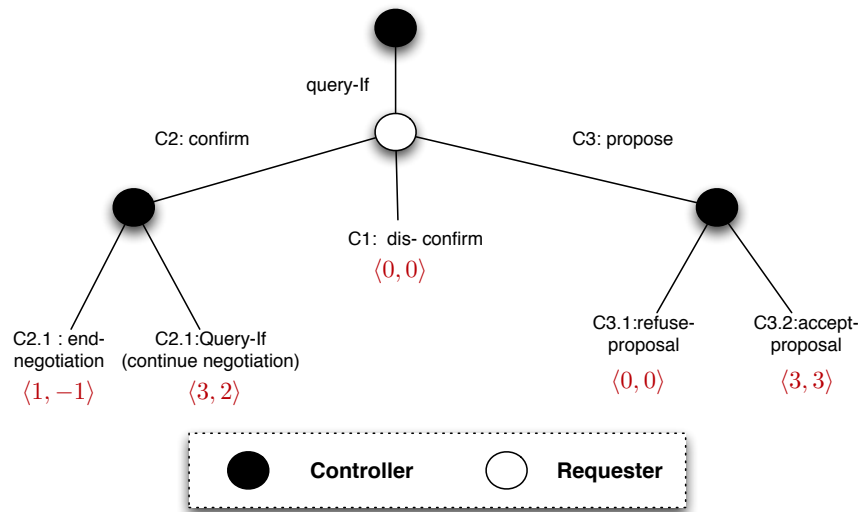 query-If
C2: confirm
C3: propose
C1:  dis- confirm
⟨0, 0⟩
C2.1 : end-
negotiation
⟨1, −1⟩
C2.1:Query-If
(continue negotiation)
⟨3, 2⟩
C3.1:refuse-
proposal
⟨0, 0⟩
C3.2:accept-
proposal
⟨3, 3⟩
Controller
Requester